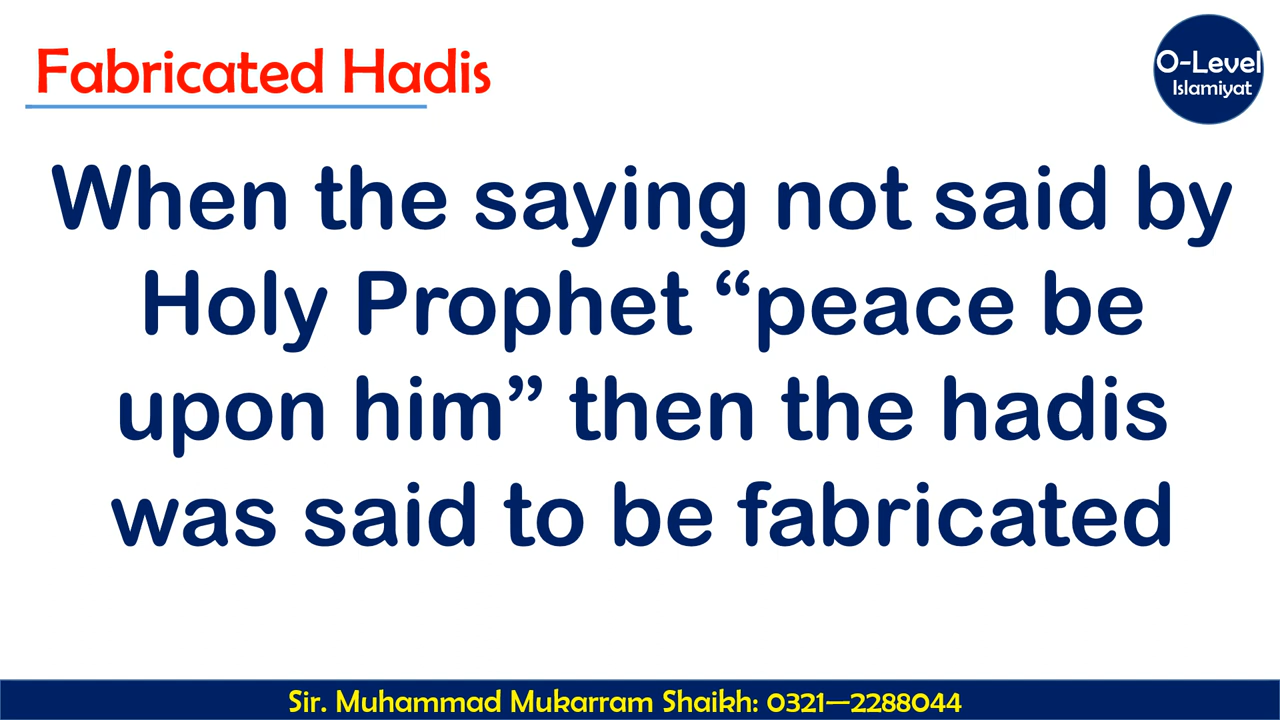 Fabricated Hadis
O-Level
Islamiyat
When the saying not said by
Holy Prophet “peace be
upon him” then the hadis
was said to be fabricated
Sir. Muhammad Mukarram Shaikh: 0321—2288044